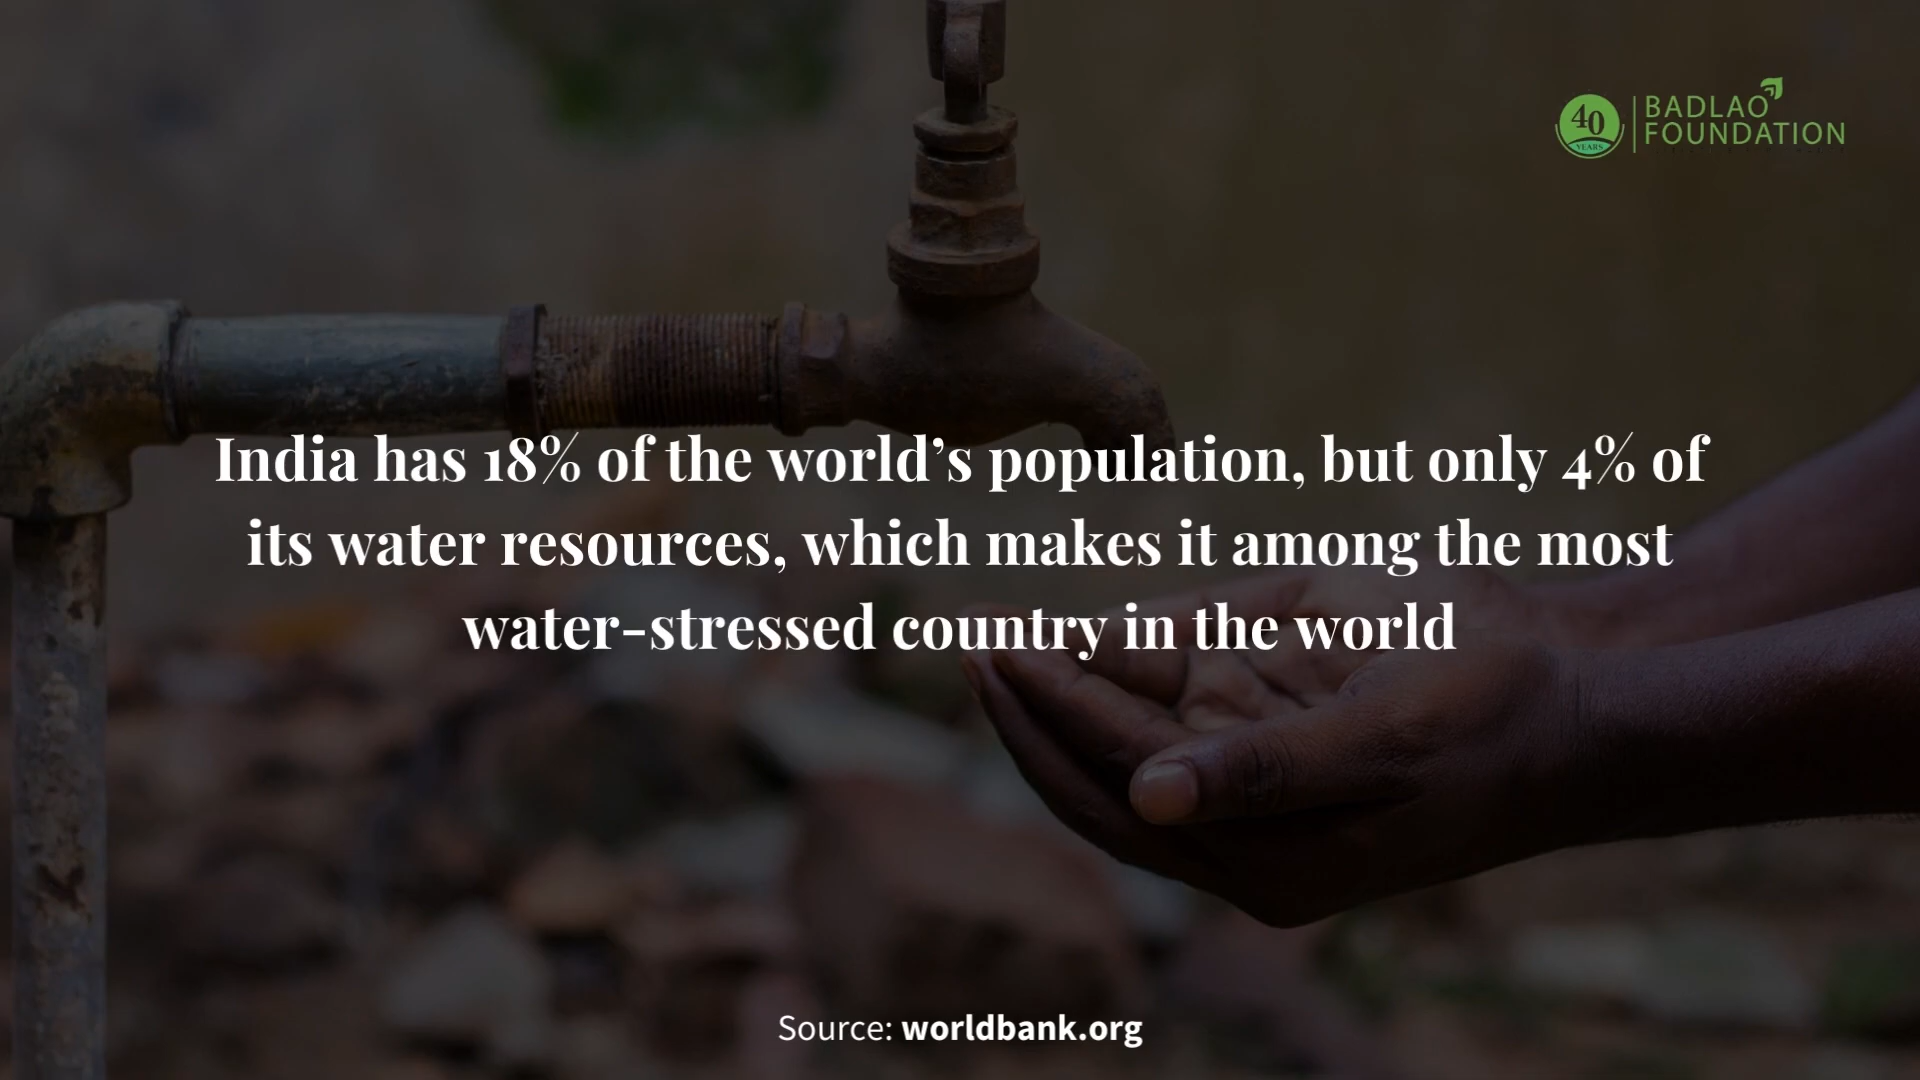 40
YEARS
BADLAO
FOUNDATION
India has 18% of the world’s population, but only 4% of
its water resources, which makes it among the most
water-stressed country in the world
Source: worldbank.org